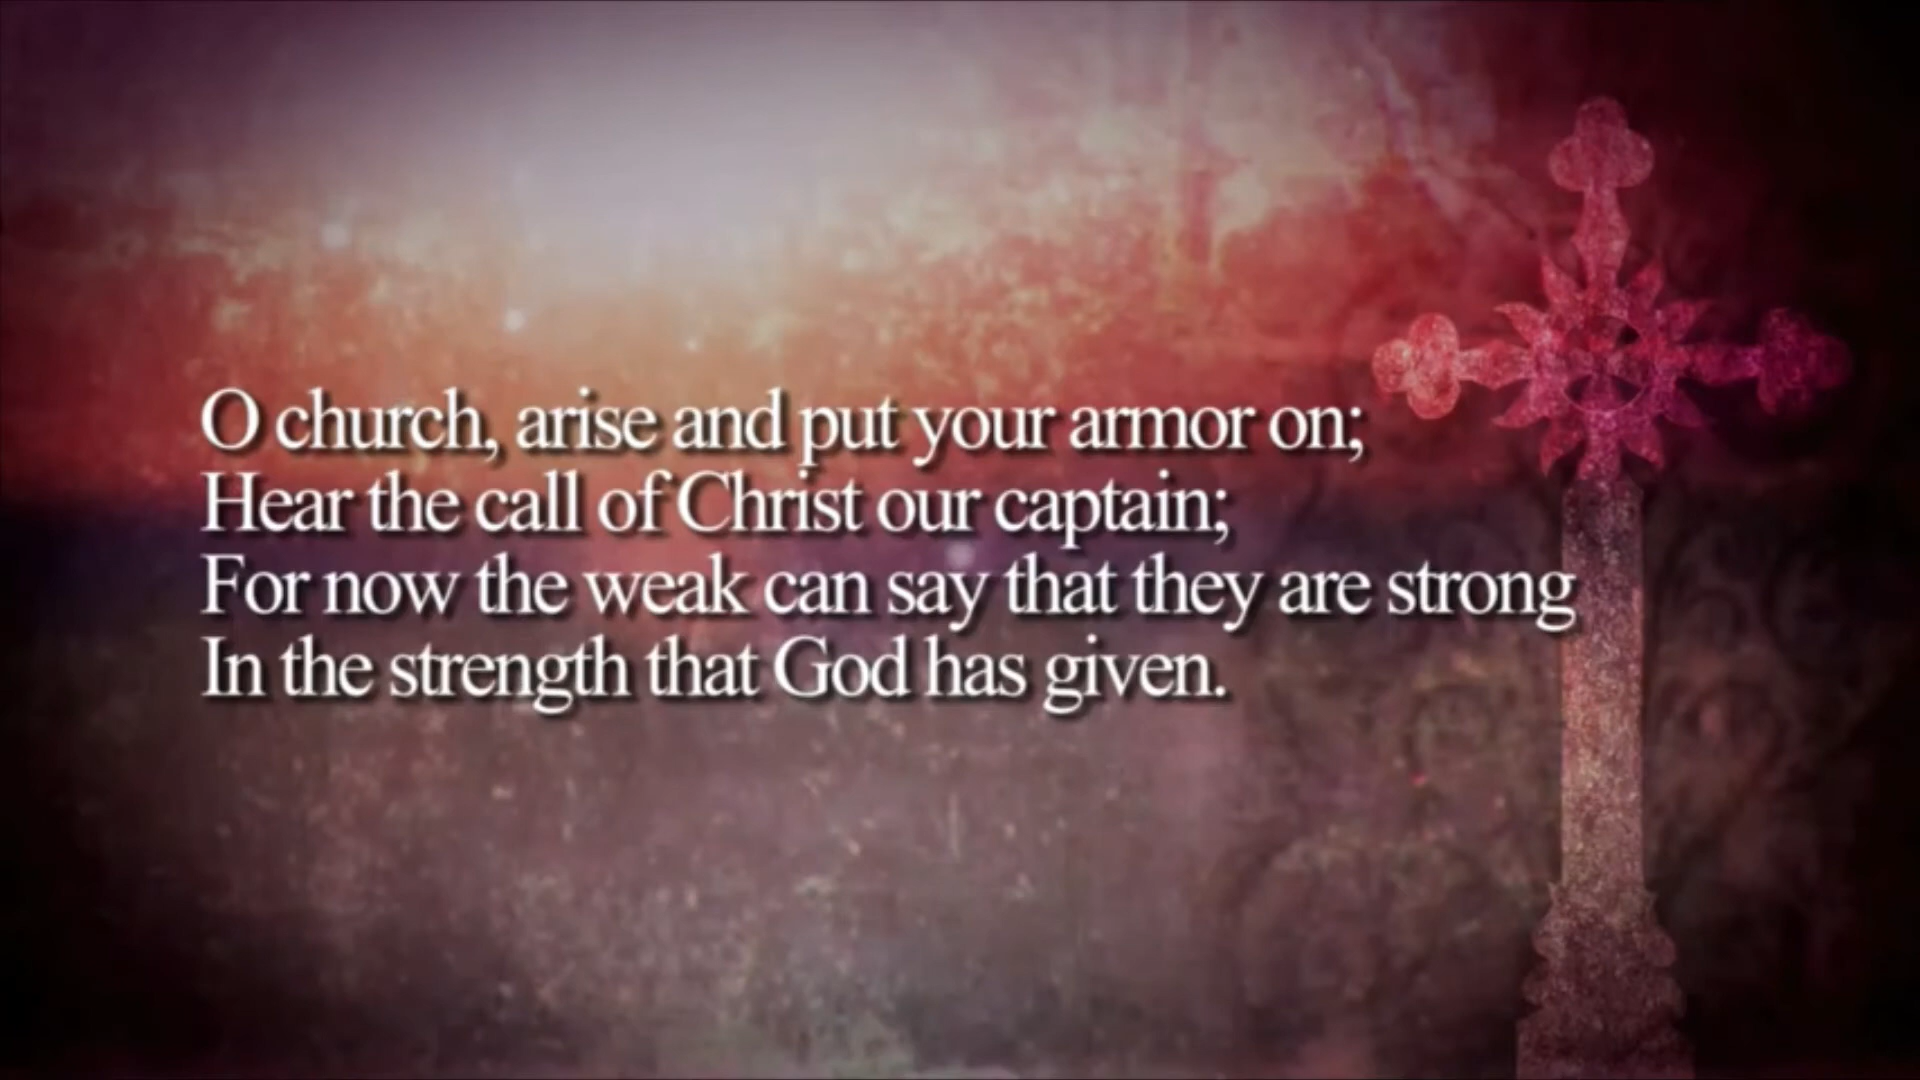 O church, arise and put your armor on;
Hear the call of Christ our captain;
For now the weak can say that they are strong
In the strength that God has given.